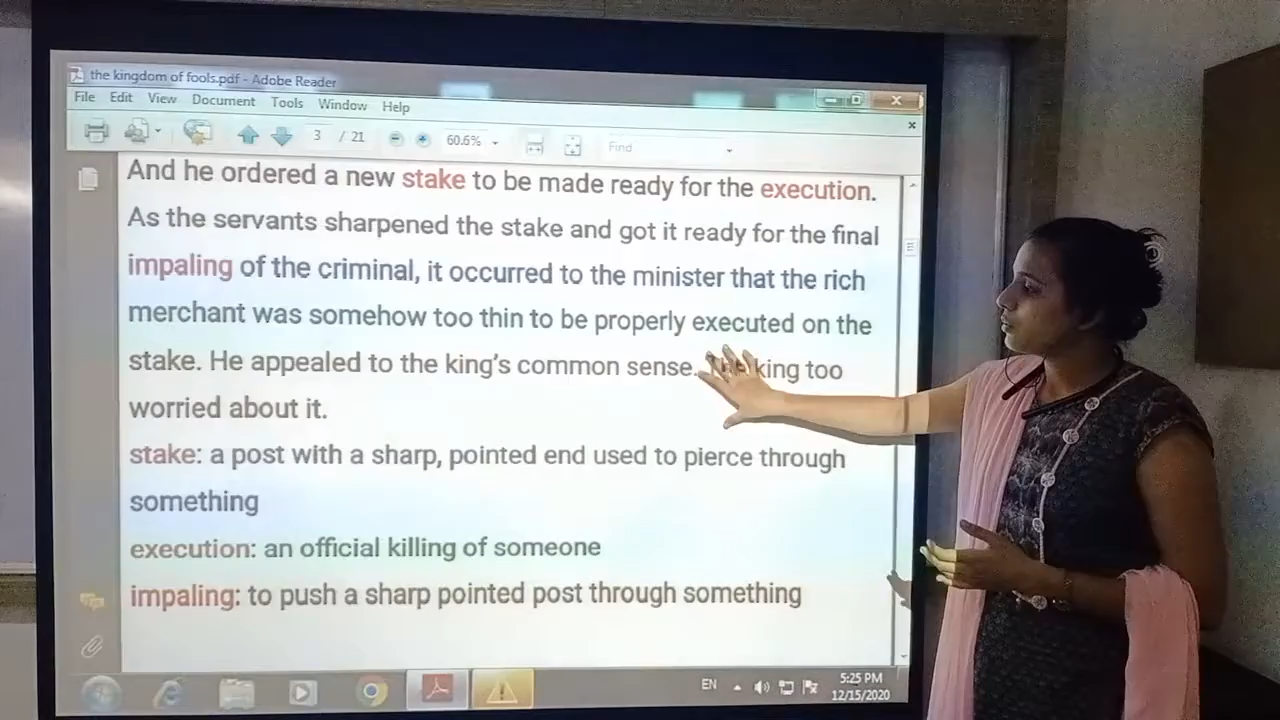 the kingdom of fools.pdf - Adobe Reader
File Edit View Document Tools Window Help
3 / 21 60.6% Find
And he ordered a new stake to be made ready for the execution.
As the servants sharpened the stake and got it ready for the final
impaling of the criminal, it occurred to the minister that the rich
merchant was somehow too thin to be properly executed on the
stake. He appealed to the king's common sense. The king too
worried about it.
stake: a post with a sharp, pointed end used to pierce through
something
execution: an official killing of someone
impaling: to push a sharp pointed post through something
EN
5:25 PM
12/15/2020